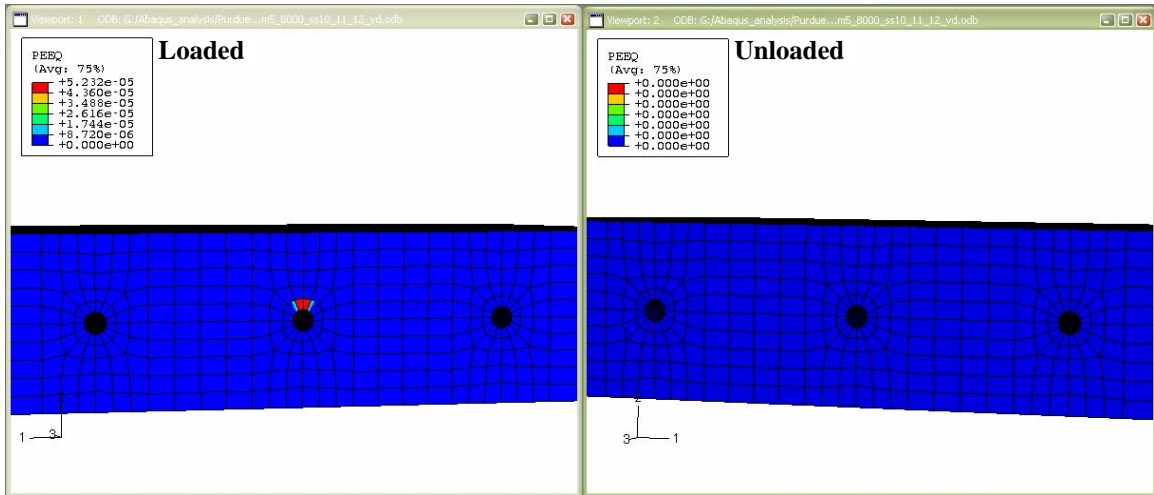 Viewport: 1 ODB: G:/Abaqus_analysis/Purdue...m5_8000_ss10_11_12_vd.odb
Loaded
PEEQ
(Avg: 75%)
+5.232e-05
+4.360e-05
+3.488e-05
+2.616e-05
+1.744e-05
+8.720e-06
+0.000e+00
1
3
Viewport: 2 ODB: G:/Abaqus_analysis/Purdue...m5_8000_ss10_11_12_vd.odb
Unloaded
PEEQ
(Avg: 75%)
+0.000e+00
+0.000e+00
+0.000e+00
+0.000e+00
+0.000e+00
+0.000e+00
+0.000e+00
2
3
1